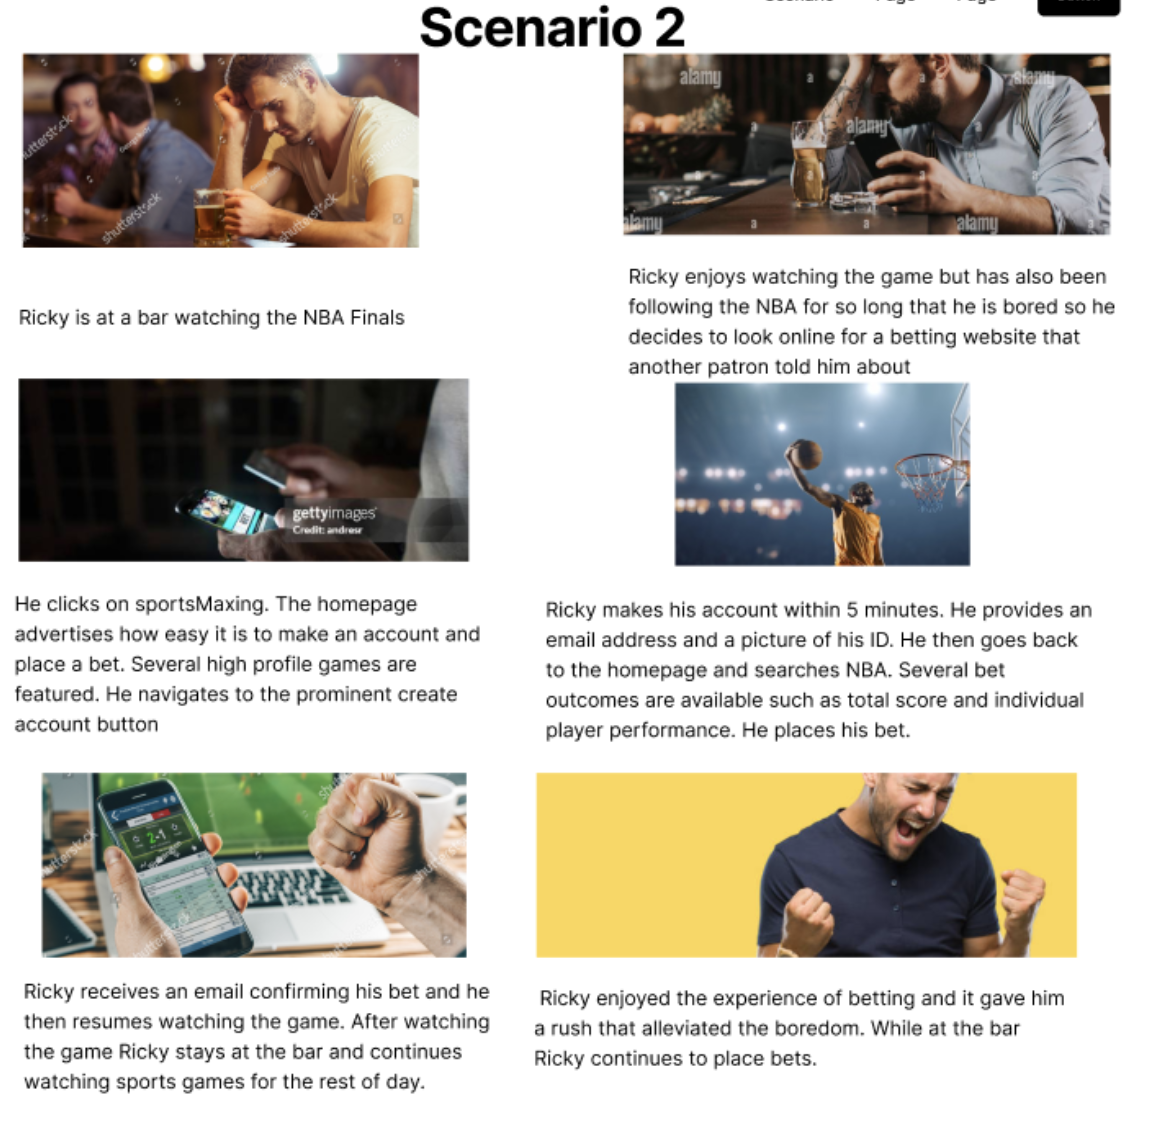 Scenario 2
shutterstock
shutterstock
shutterstock
shutterstock
alamy
a
a
alamy
a
alamy
a
alamy
a
a
alamy
Ricky is at a bar watching the NBA Finals
Ricky enjoys watching the game but has also been
following the NBA for so long that he is bored so he
decides to look online for a betting website that
another patron told him about
gettyimages
Credit: andresr
He clicks on sportsMaxing. The homepage
advertises how easy it is to make an account and
place a bet. Several high profile games are
featured. He navigates to the prominent create
account button
Ricky makes his account within 5 minutes. He provides an
email address and a picture of his ID. He then goes back
to the homepage and searches NBA. Several bet
outcomes are available such as total score and individual
player performance. He places his bet.
2-1
shutterstock
Ricky receives an email confirming his bet and he
then resumes watching the game. After watching
the game Ricky stays at the bar and continues
watching sports games for the rest of day.
Ricky enjoyed the experience of betting and it gave him
a rush that alleviated the boredom. While at the bar
Ricky continues to place bets.